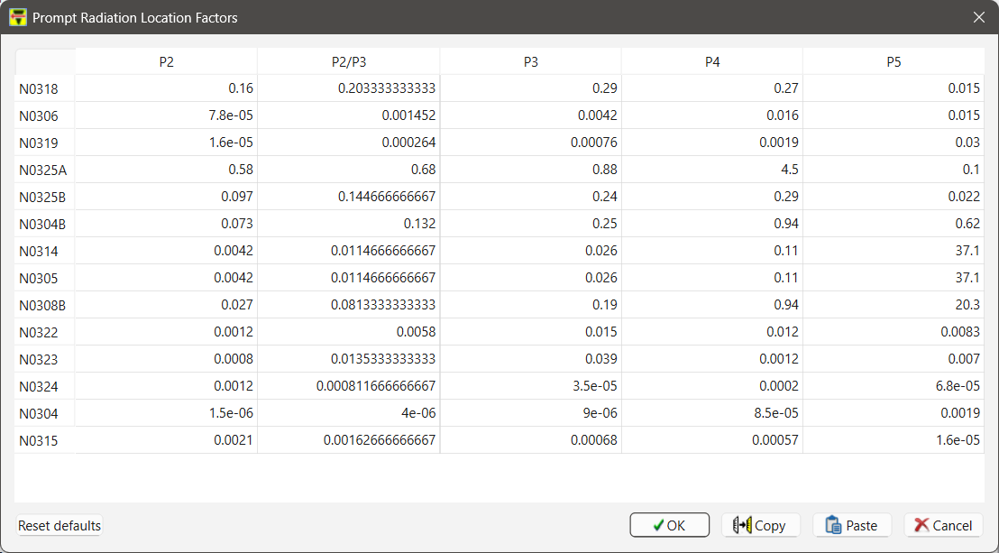 Prompt Radiation Location Factors
P2 P2/P3 P3 P4 P5
N0318 0.16 0.203333333333 0.29 0.27 0.015
N0306 7.8e-05 0.001452 0.0042 0.016 0.015
N0319 1.6e-05 0.000264 0.00076 0.0019 0.03
N0325A 0.58 0.68 0.88 4.5 0.1
N0325B 0.097 0.144666666667 0.24 0.29 0.022
N0304B 0.073 0.132 0.25 0.94 0.62
N0314 0.0042 0.0114666666667 0.026 0.11 37.1
N0305 0.0042 0.0114666666667 0.026 0.11 37.1
N0308B 0.027 0.0813333333333 0.19 0.94 20.3
N0322 0.0012 0.0058 0.015 0.012 0.0083
N0323 0.0008 0.0135333333333 0.039 0.0012 0.007
N0324 0.0012 0.000811666666667 3.5e-05 0.0002 6.8e-05
N0304 1.5e-06 4e-06 9e-06 8.5e-05 0.0019
N0315 0.0021 0.00162666666667 0.00068 0.00057 1.6e-05
Reset defaults OK Copy Paste Cancel